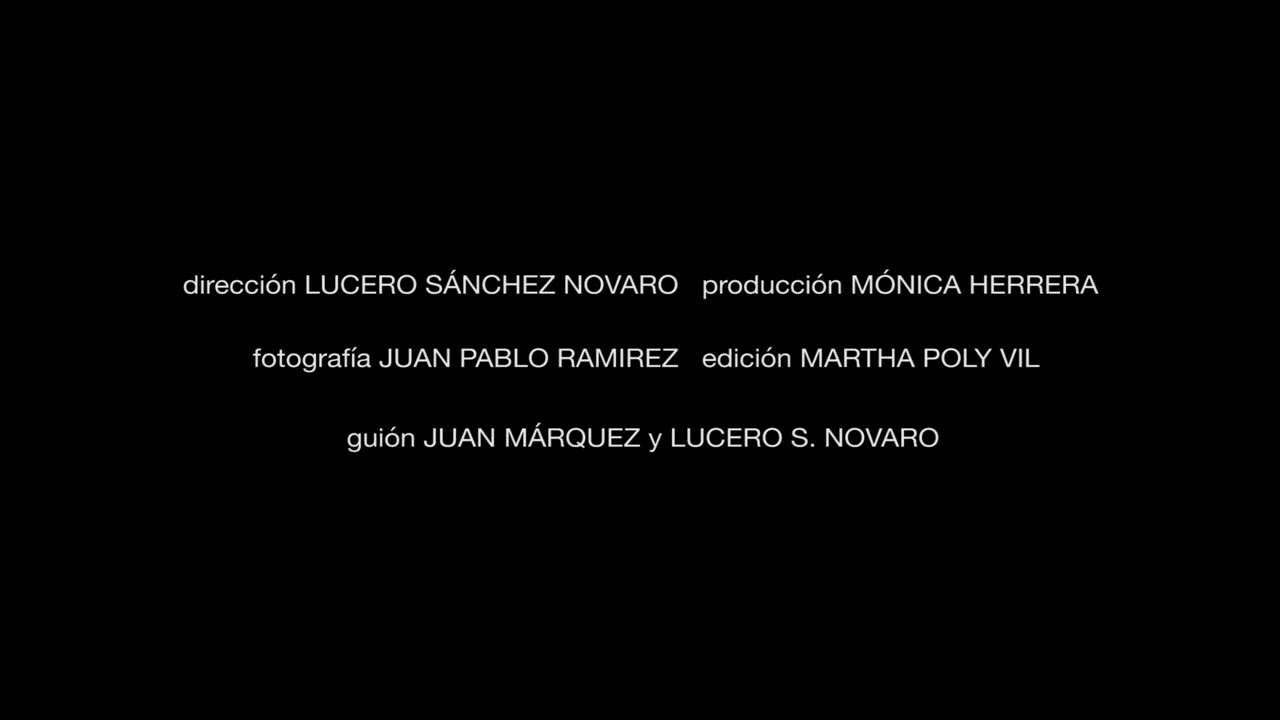 dirección LUCERO SÁNCHEZ NOVARO producción MÓNICA HERRERA
fotografía JUAN PABLO RAMIREZ edición MARTHA POLY VIL
guión JUAN MÁRQUEZ y LUCERO S. NOVARO